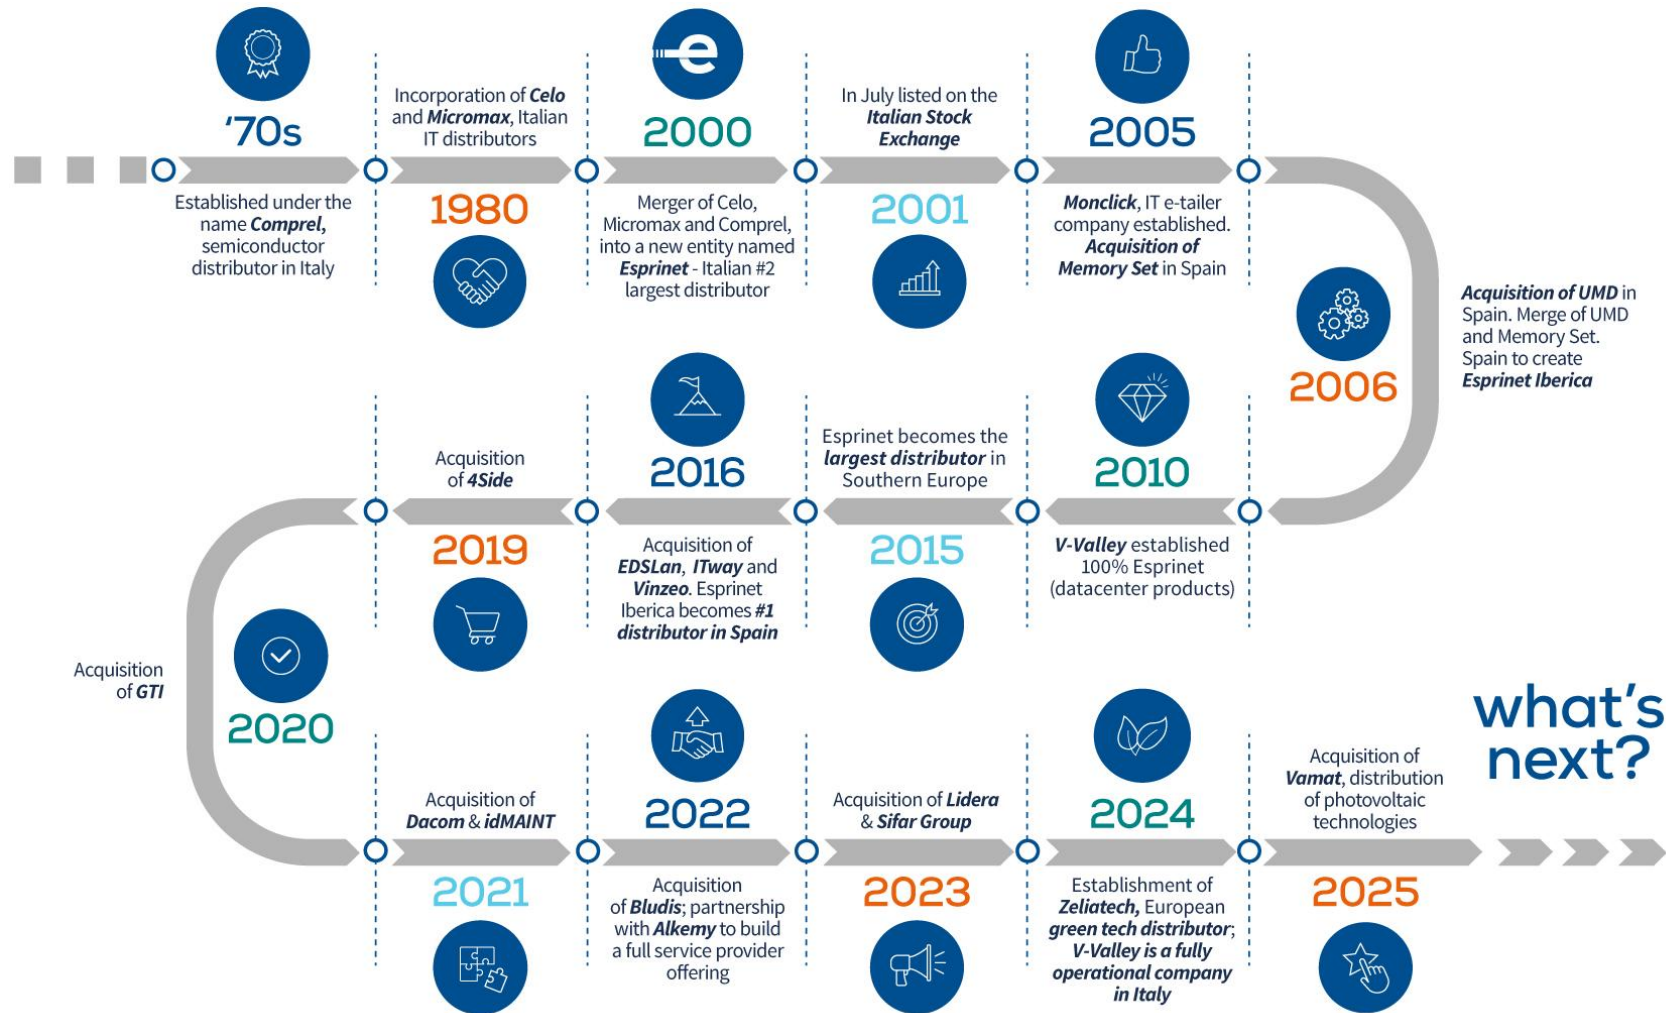 '70s
Established under the
name Comprel,
semiconductor
distributor in Italy
Incorporation of Celo
and Micromax, Italian
IT distributors
1980
e
2000
Merger of Celo,
Micromax and Comprel,
into a new entity named
Esprinet - Italian #2
largest distributor
In July listed on the
Italian Stock
Exchange
2001
2005
Monclick, IT e-tailer
company established.
Acquisition of
Memory Set in Spain
2006
Acquisition of UMD in
Spain. Merge of UMD
and Memory Set.
Spain to create
Esprinet Iberica
2010
V-Valley established
100% Esprinet
(datacenter products)
Esprinet becomes the
largest distributor in
Southern Europe
2015
2016
Acquisition of
EDSLan, ITway and
Vinzeo. Esprinet
Iberica becomes #1
distributor in Spain
Acquisition
of 4Side
2019
Acquisition
of GTI
2020
Acquisition of
Dacom & idMAINT
2021
2022
Acquisition
of Bludis; partnership
with Alkemy to build
a full service provider
offering
Acquisition of Lidera
& Sifar Group
2023
2024
Establishment of
Zeliatech, European
green tech distributor;
V-Valley is a fully
operational company
in Italy
Acquisition of
Vamat, distribution
of photovoltaic
technologies
2025
what's
next?